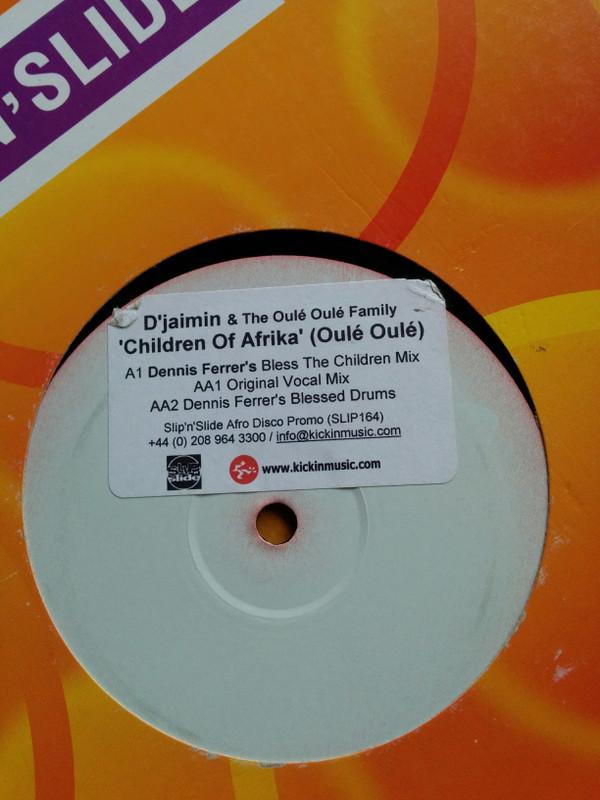 'SLIDE
D'jaimin & The Oulé Oulé Family
'Children Of Afrika' (Oulé Oulé)
A1 Dennis Ferrer's Bless The Children Mix
AA1 Original Vocal Mix
AA2 Dennis Ferrer's Blessed Drums
Slip'n'Slide Afro Disco Promo (SLIP164)
+44 (0) 208 964 3300 / info@kickinmusic.com
slip
slide
www.kickinmusic.com